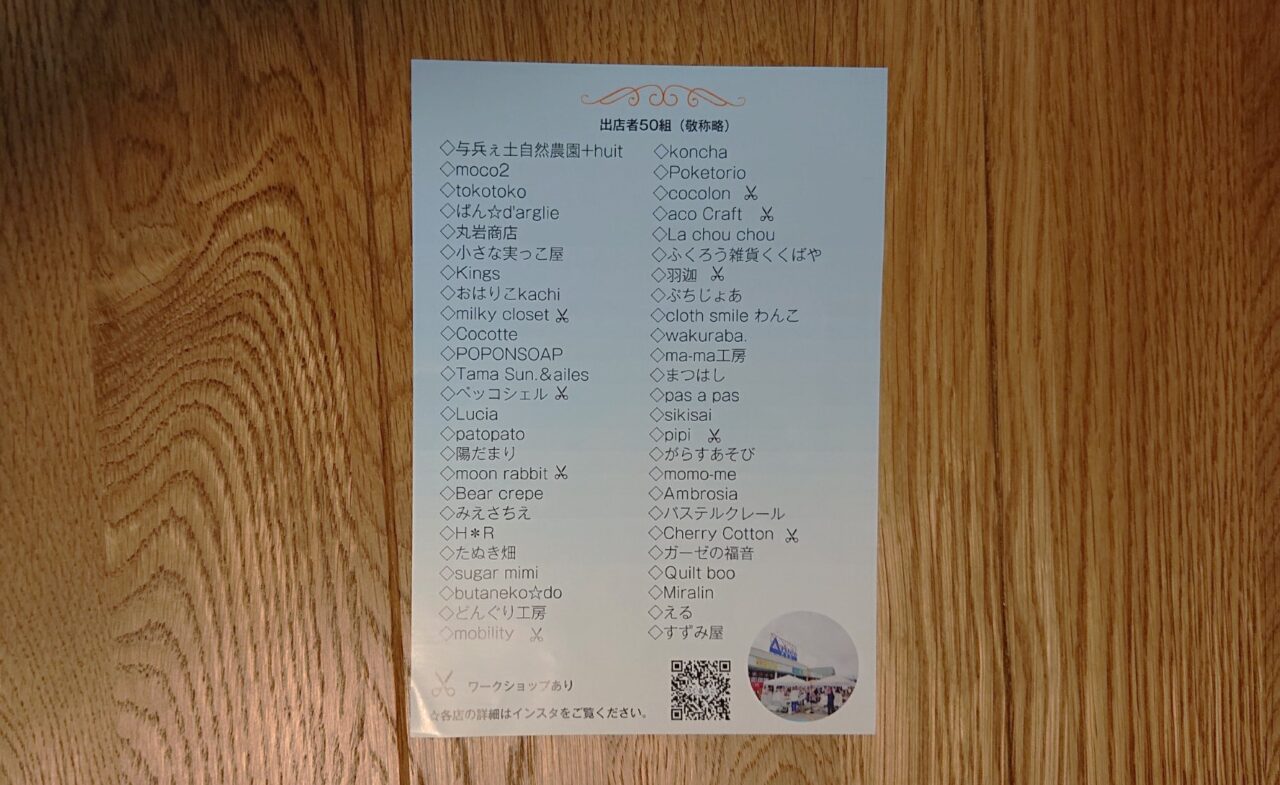 出店者50組（敬称略）
◇与兵ぇ土自然農園+huit
◇moco2
◇tokotoko
◇ぱん☆d'arglie
◇丸岩商店
◇小さな実っこ屋
◇Kings
◇おはりこkachi
◇milky closet
◇Cocotte
◇POPONSOAP
◇Tama Sun.&ailes
◇ペッコシェル
◇Lucia
◇patopato
◇陽だまり
◇moon rabbit
◇Bear crepe
◇みえさちえ
◇H＊R
◇たぬき畑
◇sugar mimi
◇butaneko☆do
◇どんぐり工房
◇mobility
◇koncha
◇Poketorio
◇cocolon
◇aco Craft
◇La chou chou
◇ふくろう雑貨くくばや
◇羽迦
◇ぷちじょあ
◇cloth smile わんこ
◇wakuraba.
◇ma-ma工房
◇まつはし
◇pas a pas
◇sikisai
◇pipi
◇がらすあそび
◇momo-me
◇Ambrosia
◇パステルクレール
◇Cherry Cotton
◇ガーゼの福音
◇Quilt boo
◇Miralin
◇える
◇すずみ屋
ワークショップあり
☆各店の詳細はインスタをご覧ください。